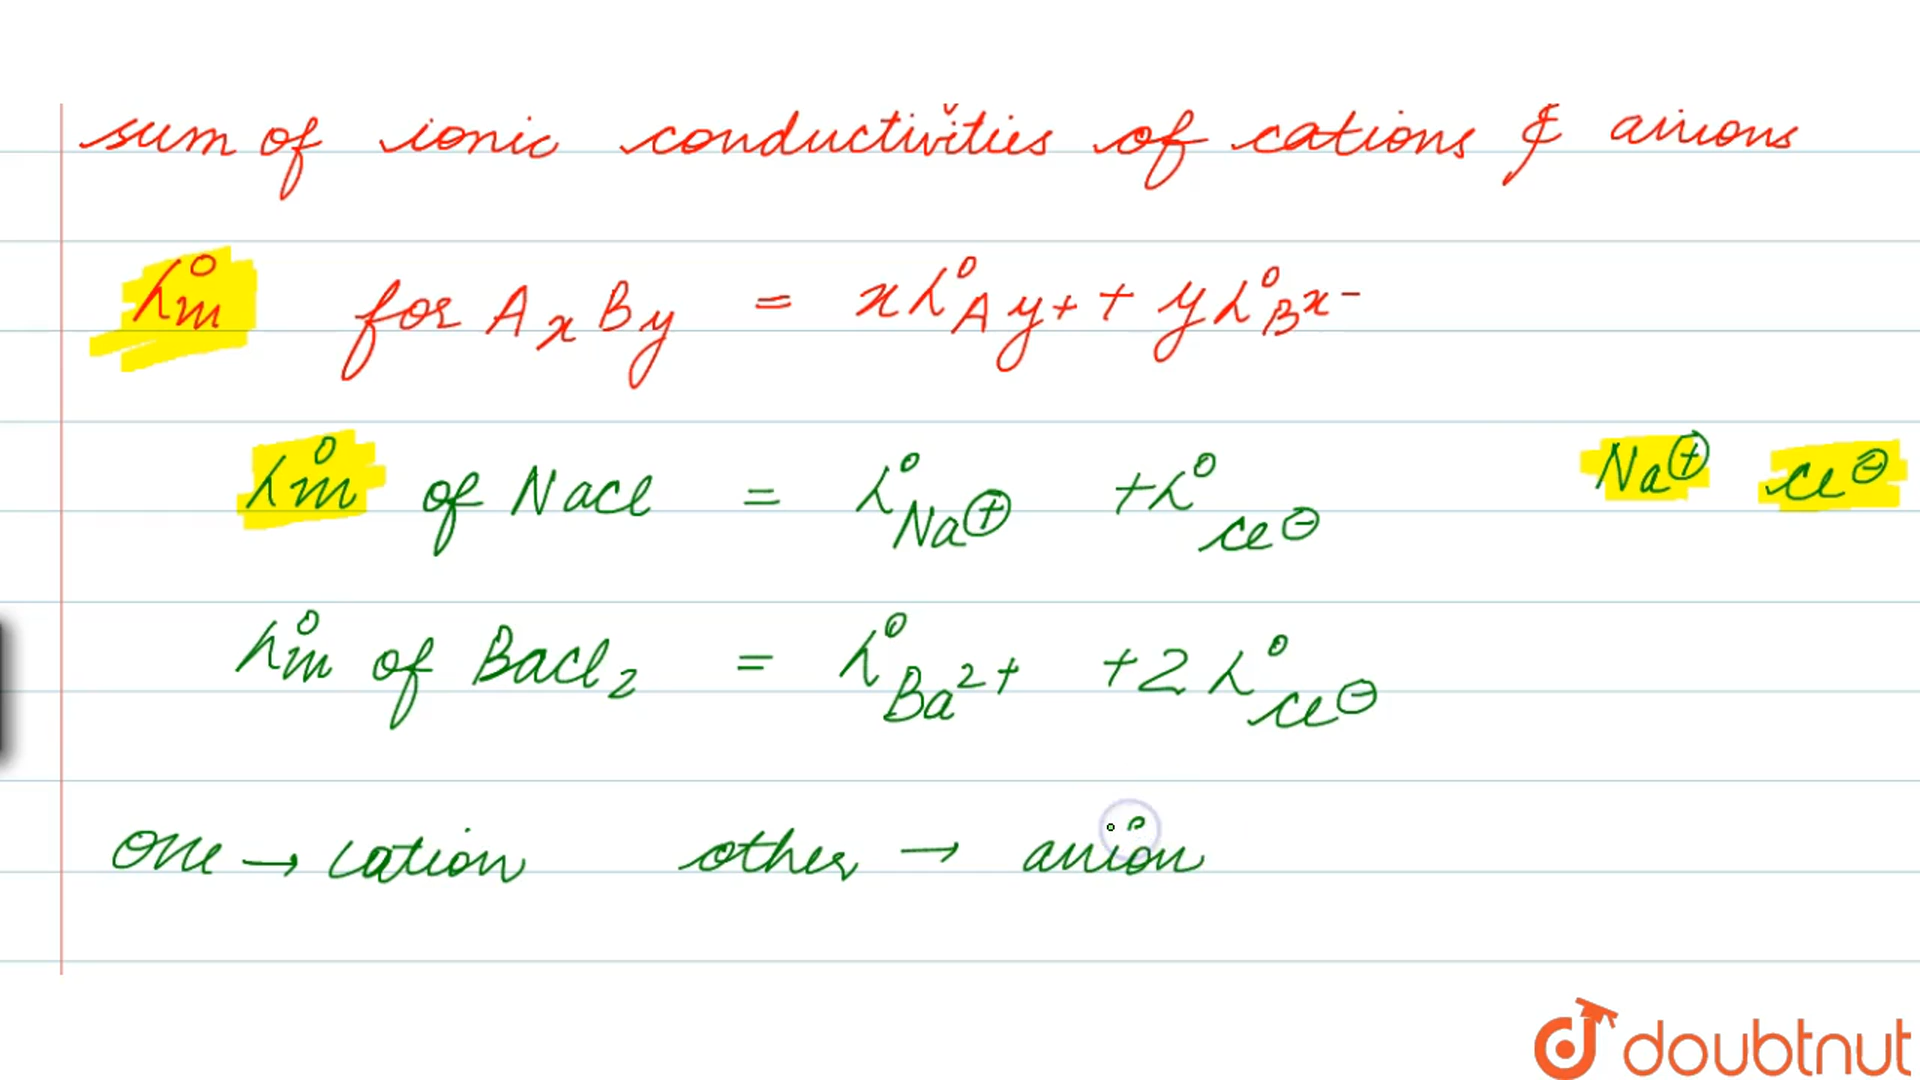 sum of ionic conductivities of cations & anions
λ°m for AxBy = xλ°Ay+ + yλ°Bx-
λ°m of NaCl = λ°Na⊕ + λ°Cl⊖ Na⊕ Cl⊖
λ°m of BaCl2 = λ°Ba2+ + 2λ°Cl⊖
one → cation other → anion
doubtnut